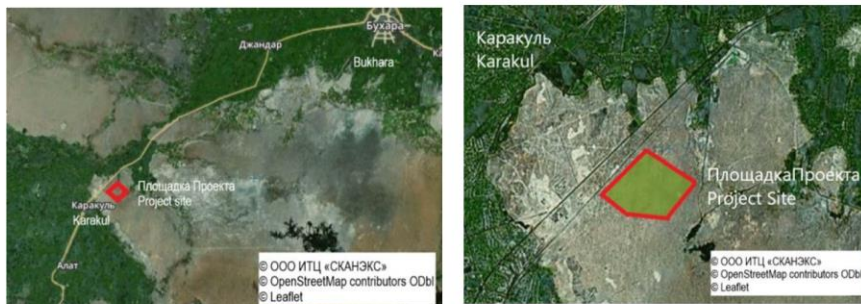 Джандар
Бухара
Bukhara
Площадка Проекта
Project site
Каракуль
Karakul
Алат
© ООО ИТЦ «СКАНЭКС»
© OpenStreetMap contributors ODbl
© Leaflet
Каракуль
Karakul
ПлощадкаПроекта
Project Site
© ООО ИТЦ «СКАНЭКС»
© OpenStreetMap contributors ODbl
© Leaflet